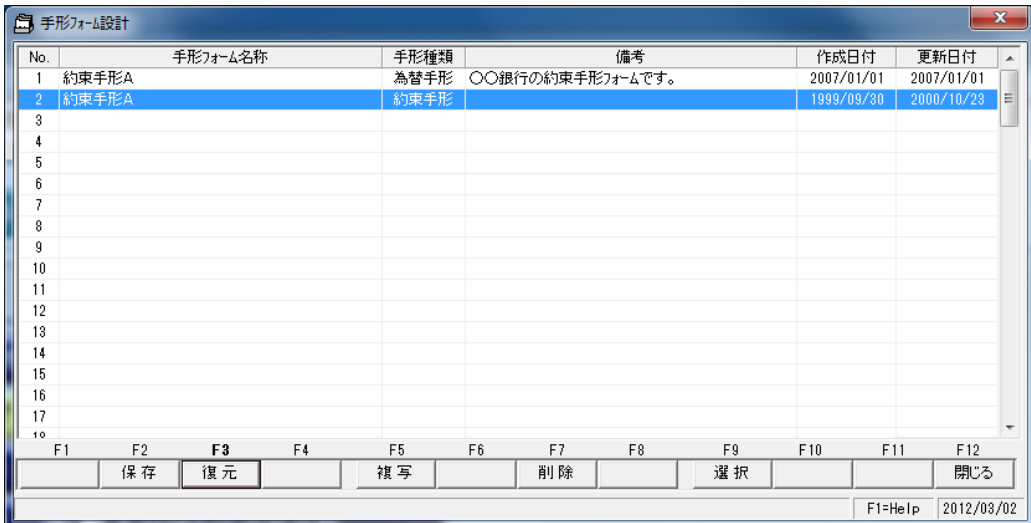 手形ﾌｫｰﾑ設計
No. 手形ﾌｫｰﾑ名称 手形種類 備考 作成日付 更新日付
1 約束手形A 為替手形 〇〇銀行の約束手形ﾌｫｰﾑです。 2007/01/01 2007/01/01
2 約束手形A 約束手形 1999/09/30 2000/10/23
3
4
5
6
7
8
9
10
11
12
13
14
15
16
17
18
F1 F2 F3 F4 F5 F6 F7 F8 F9 F10 F11 F12
保存 復元 複写 削除 選択 閉じる
F1=Help 2012/03/02